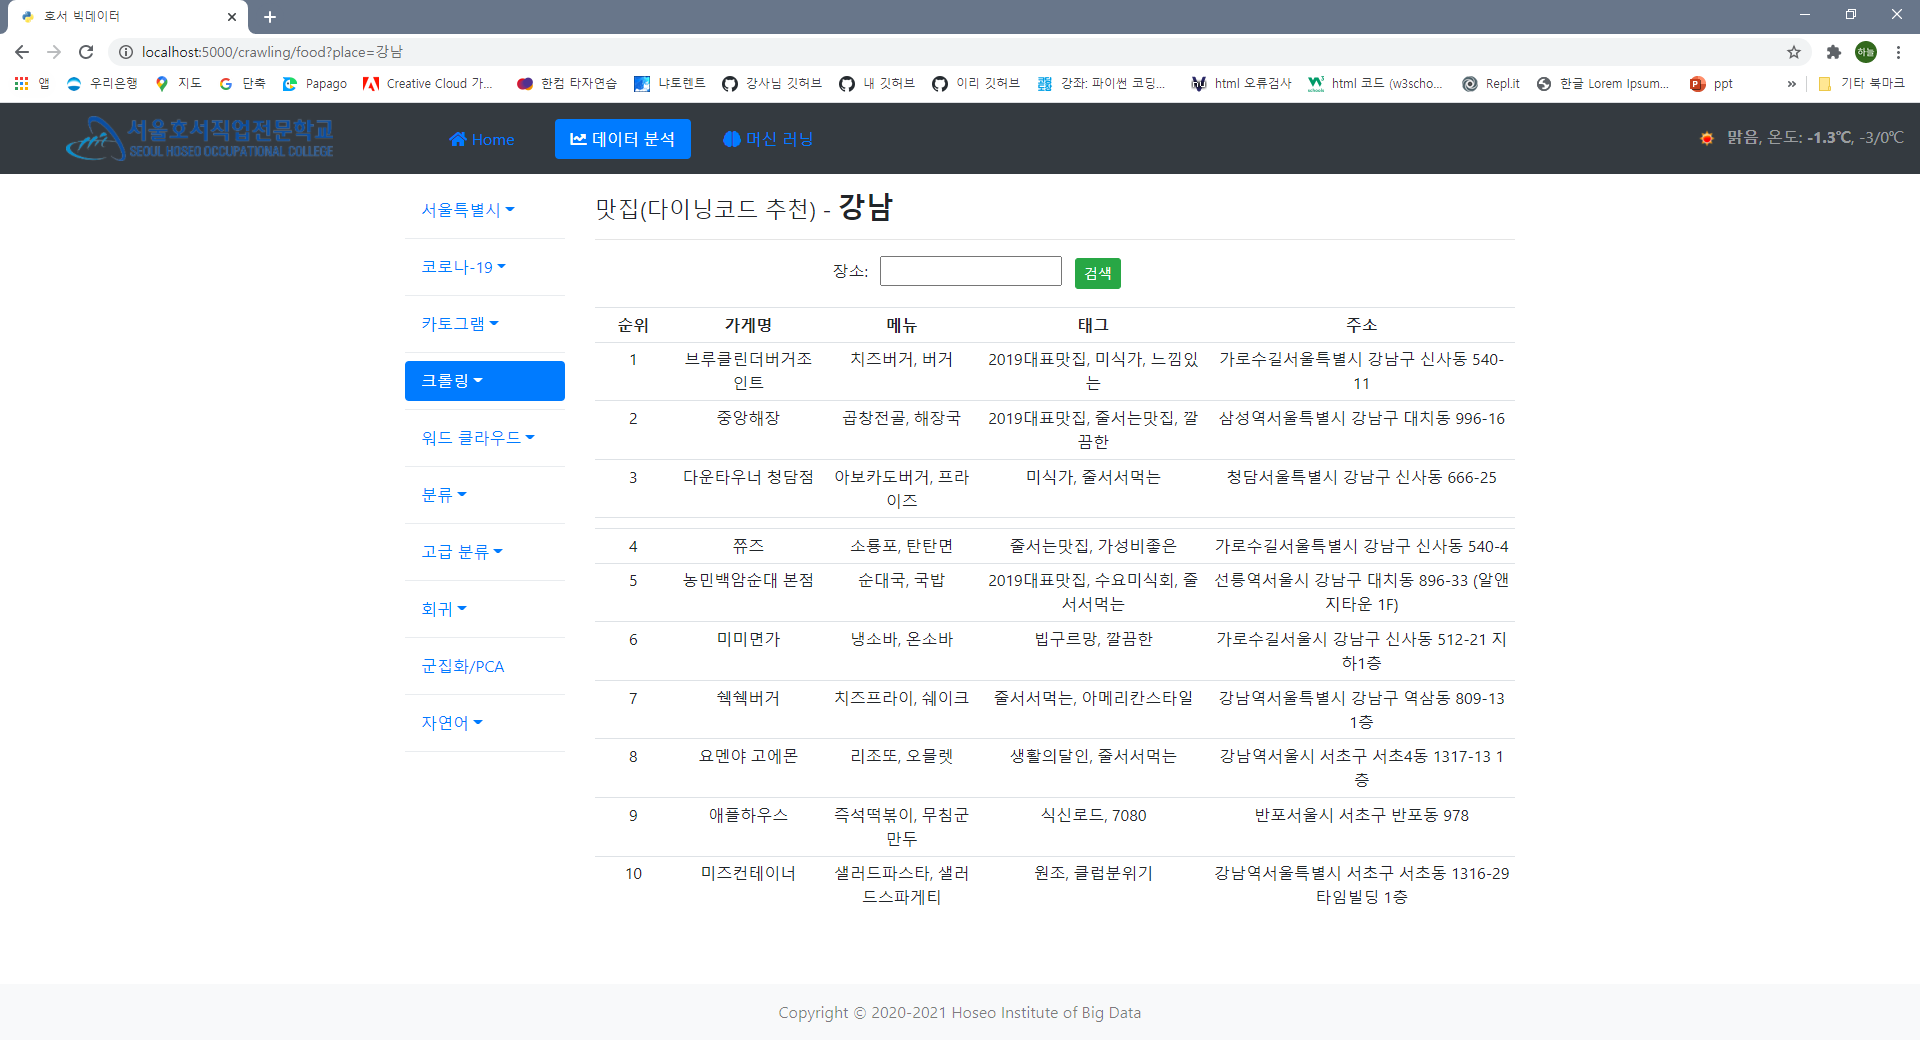 호서 빅데이터
localhost:5000/crawling/food?place=강남
하늘
앱 우리은행 지도 단축 Papago Creative Cloud 가... 한컴 타자연습 냐토렌트 강사님 깃허브 내 깃허브 이리 깃허브 강좌: 파이썬 코딩... html 오류검사 html 코드 (w3scho... Repl.it 한글 Lorem Ipsum... ppt » 기타 북마크
서울호서직업전문학교
SEOUL HOSEO OCCUPATIONAL COLLEGE
Home 데이터 분석 머신 러닝 맑음, 온도: -1.3℃, -3/0℃
서울특별시
코로나-19
카토그램
크롤링
워드 클라우드
분류
고급 분류
회귀
군집화/PCA
자연어
맛집(다이닝코드 추천) - 강남
장소: 검색
순위 가게명 메뉴 태그 주소
1 브루클린더버거조 치즈버거, 버거 2019대표맛집, 미식가, 느낌있 가로수길서울특별시 강남구 신사동 540-
인트 는 11
2 중앙해장 곱창전골, 해장국 2019대표맛집, 줄서는맛집, 깔 삼성역서울특별시 강남구 대치동 996-16
끔한
3 다운타우너 청담점 아보카도버거, 프라 미식가, 줄서서먹는 청담서울특별시 강남구 신사동 666-25
이즈
4 쮸즈 소룡포, 탄탄면 줄서는맛집, 가성비좋은 가로수길서울특별시 강남구 신사동 540-4
5 농민백암순대 본점 순대국, 국밥 2019대표맛집, 수요미식회, 줄 선릉역서울시 강남구 대치동 896-33 (알앤
서서먹는 지타운 1F)
6 미미면가 냉소바, 온소바 빕구르망, 깔끔한 가로수길서울시 강남구 신사동 512-21 지
하1층
7 쉑쉑버거 치즈프라이, 쉐이크 줄서서먹는, 아메리칸스타일 강남역서울특별시 강남구 역삼동 809-13
1층
8 요멘야 고에몬 리조또, 오믈렛 생활의달인, 줄서서먹는 강남역서울시 서초구 서초4동 1317-13 1
층
9 애플하우스 즉석떡볶이, 무침군 식신로드, 7080 반포서울시 서초구 반포동 978
만두
10 미즈컨테이너 샐러드파스타, 샐러 원조, 클럽분위기 강남역서울특별시 서초구 서초동 1316-29
드스파게티 타임빌딩 1층
Copyright © 2020-2021 Hoseo Institute of Big Data